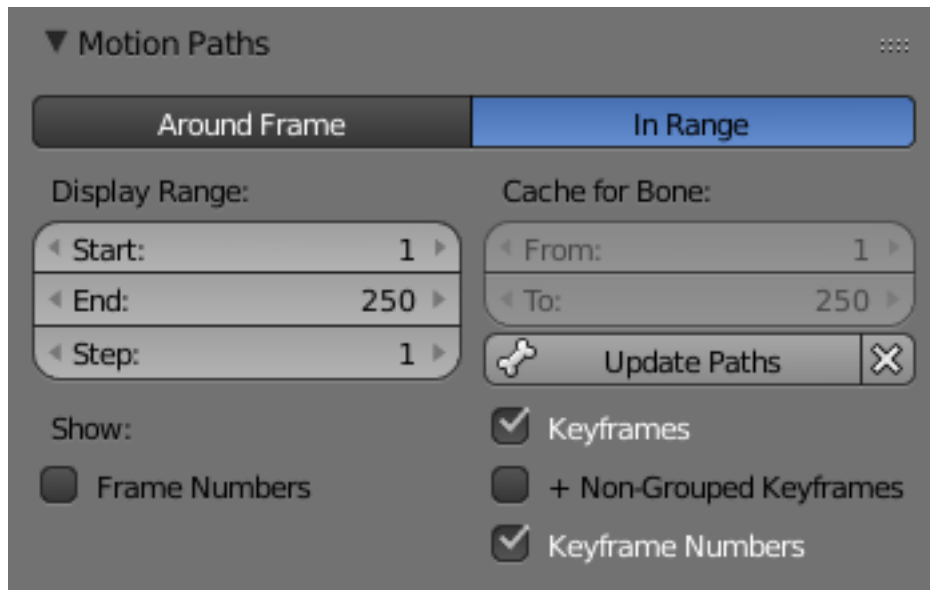 Motion Paths
Around Frame
In Range
Display Range:
Start: 1
End: 250
Step: 1
Cache for Bone:
From: 1
To: 250
Update Paths
Show:
Frame Numbers
Keyframes
+ Non-Grouped Keyframes
Keyframe Numbers